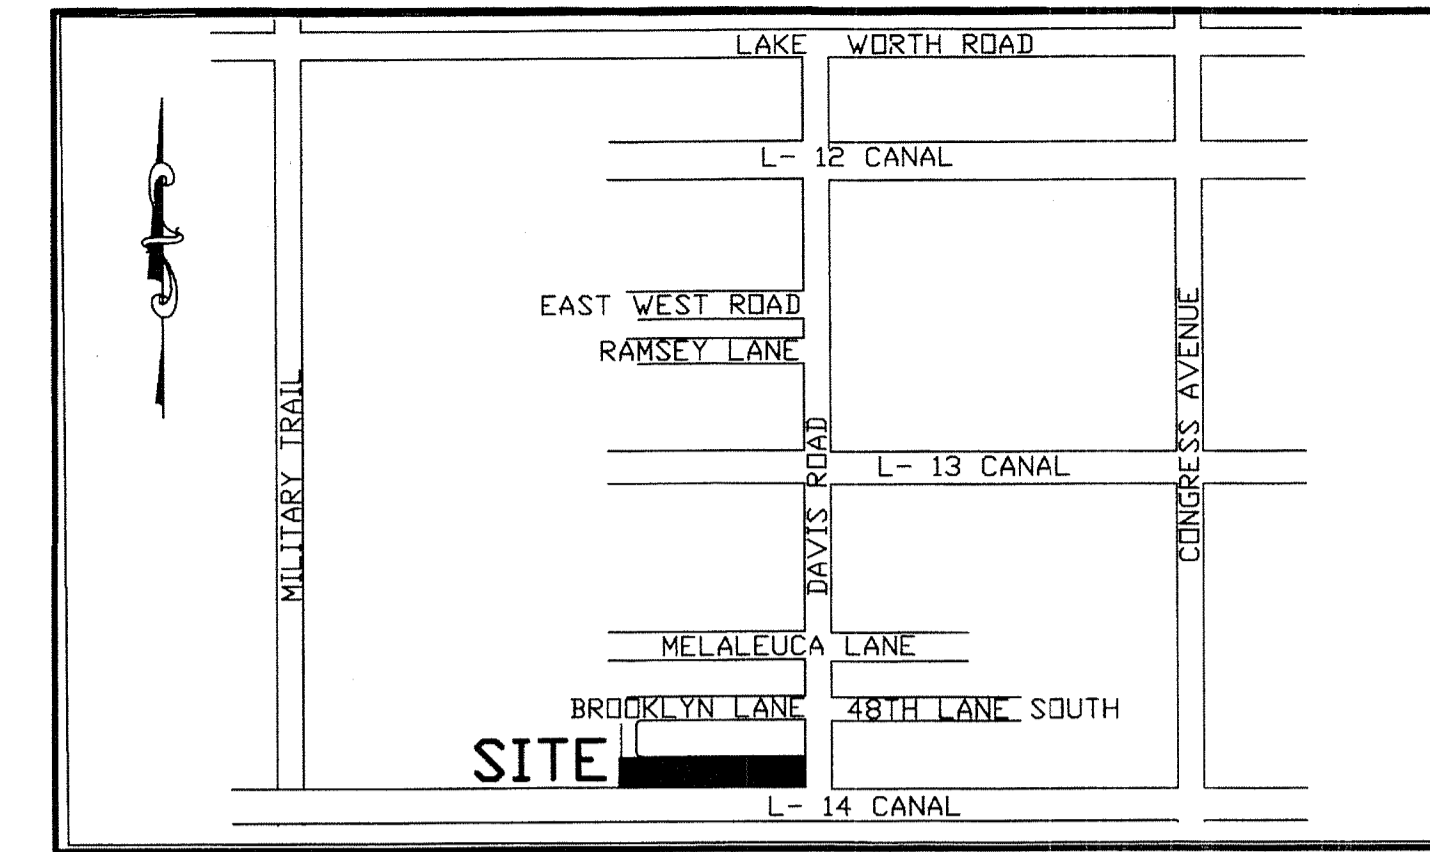 LAKE WORTH ROAD
L- 12 CANAL
EAST WEST ROAD
RAMSEY LANE
MILITARY TRAIL
DAVIS ROAD
CONGRESS AVENUE
L- 13 CANAL
MELALEUCA LANE
BROOKLYN LANE
48TH LANE SOUTH
SITE
L- 14 CANAL